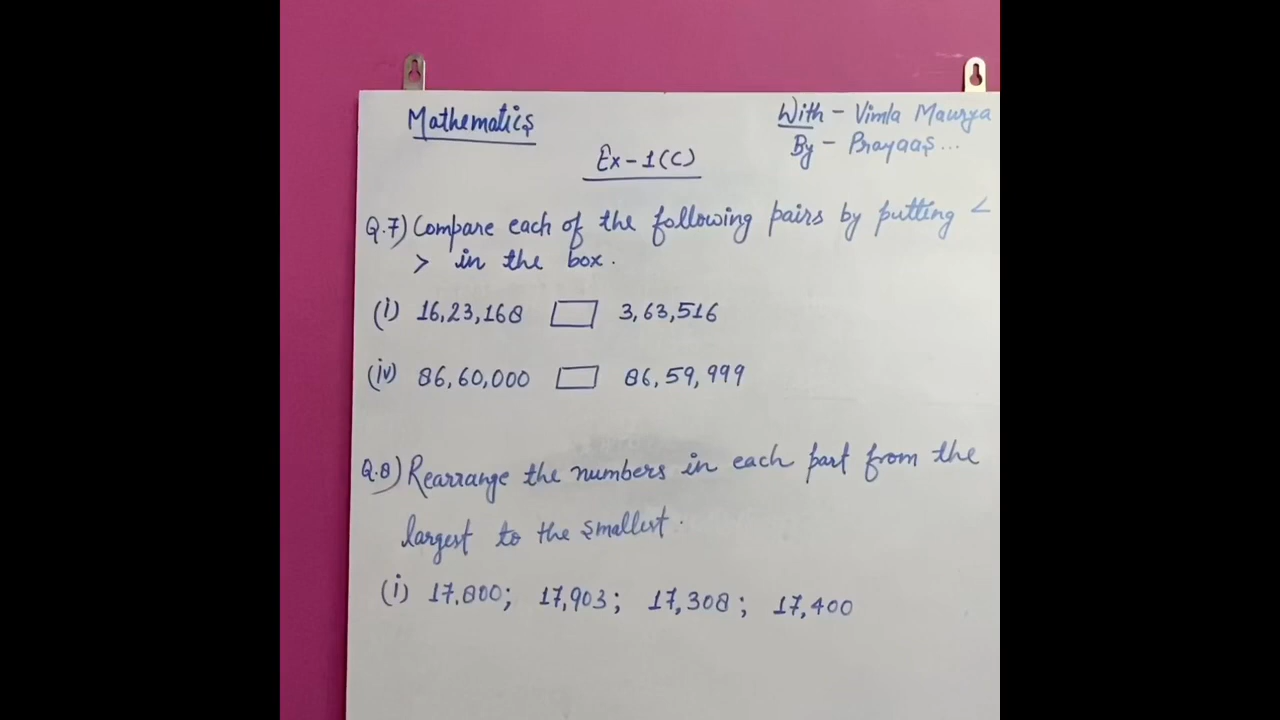 Mathematics
With - Vimla Maurya
By - Prayaas...
Ex-1(C)
Q.7) Compare each of the following pairs by putting <
> in the box.
(i) 16,23,168 3,63,516
(iv) 86,60,000 86,59,999
Q.8) Rearrange the numbers in each part from the
largest to the smallest.
(i) 17,800; 17,903; 17,308; 17,400